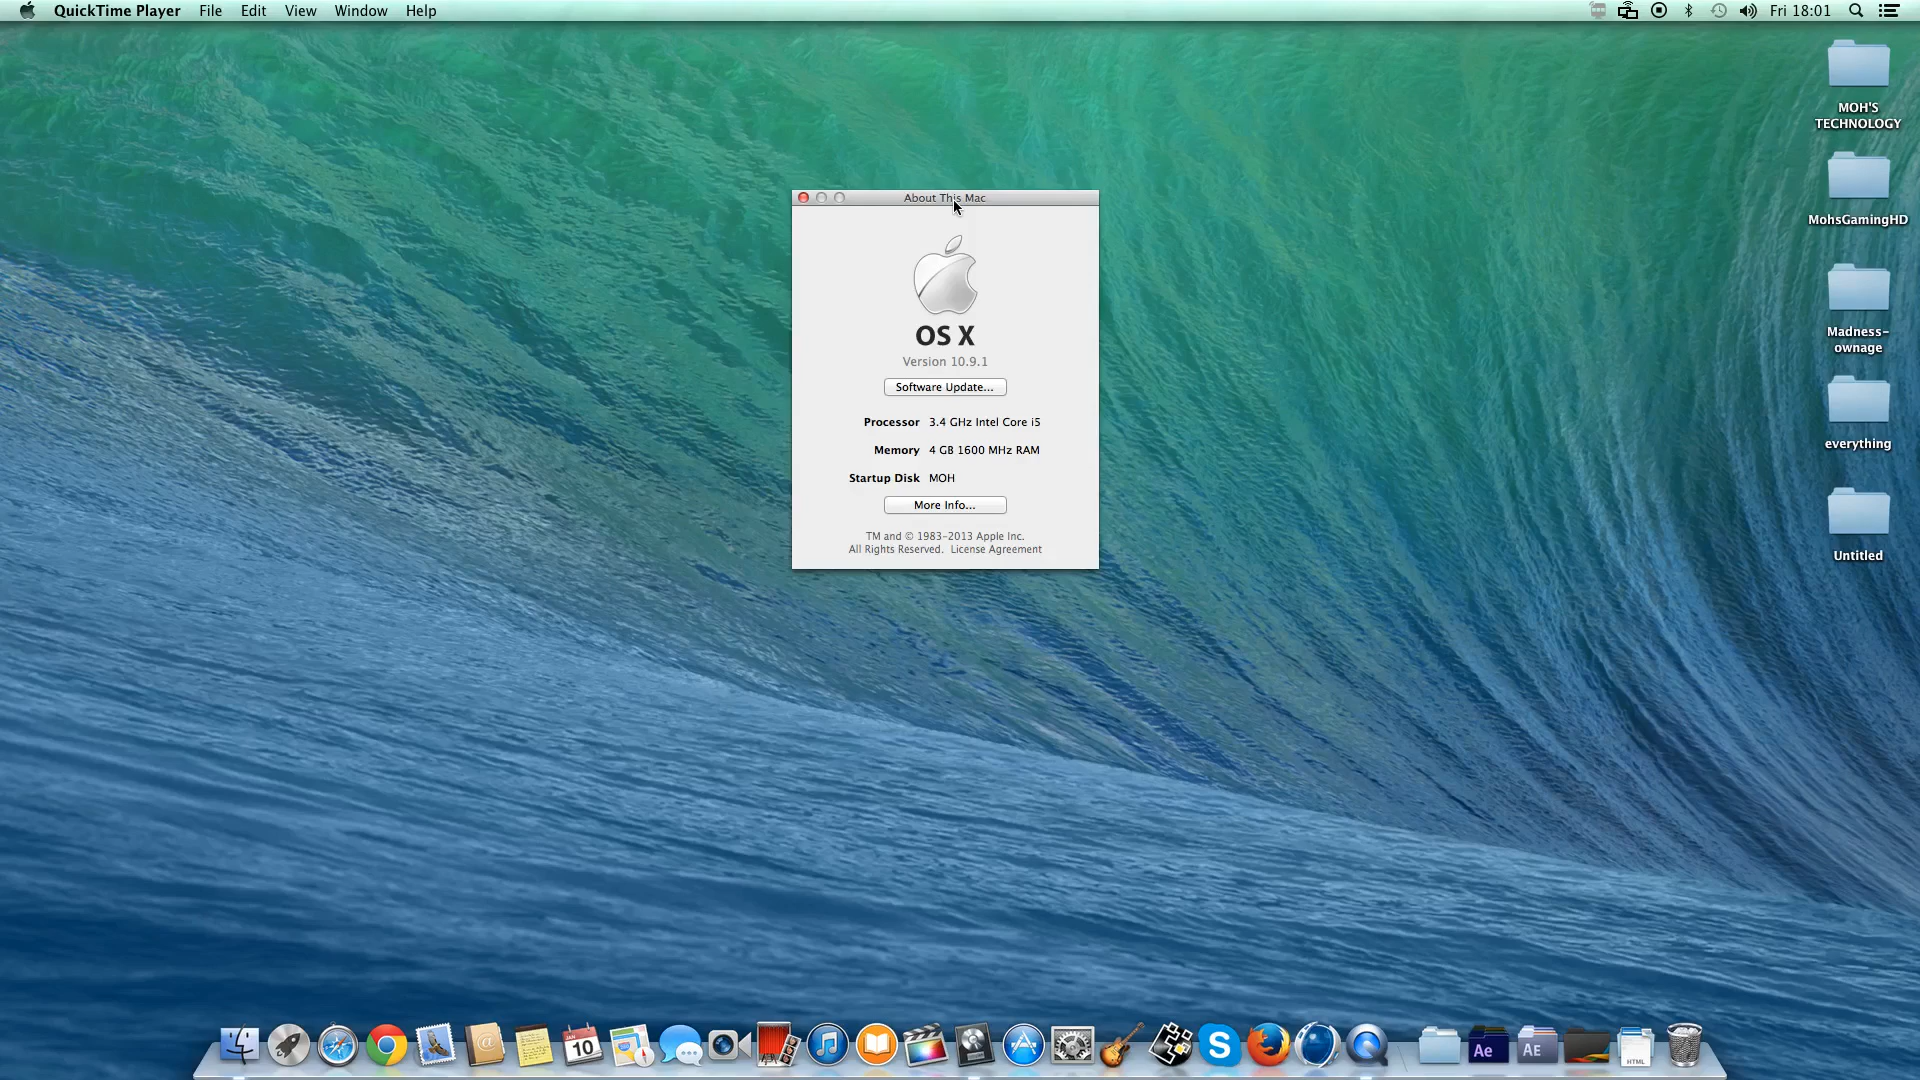 QuickTime Player File Edit View Window Help Fri 18:01
MOH'S
TECHNOLOGY
MohsGamingHD
Madness-
ownage
everything
Untitled
About This Mac
OS X
Version 10.9.1
Software Update...
Processor 3.4 GHz Intel Core i5
Memory 4 GB 1600 MHz RAM
Startup Disk MOH
More Info...
TM and © 1983-2013 Apple Inc.
All Rights Reserved. License Agreement
JAN
10
Ae
AE
HTML